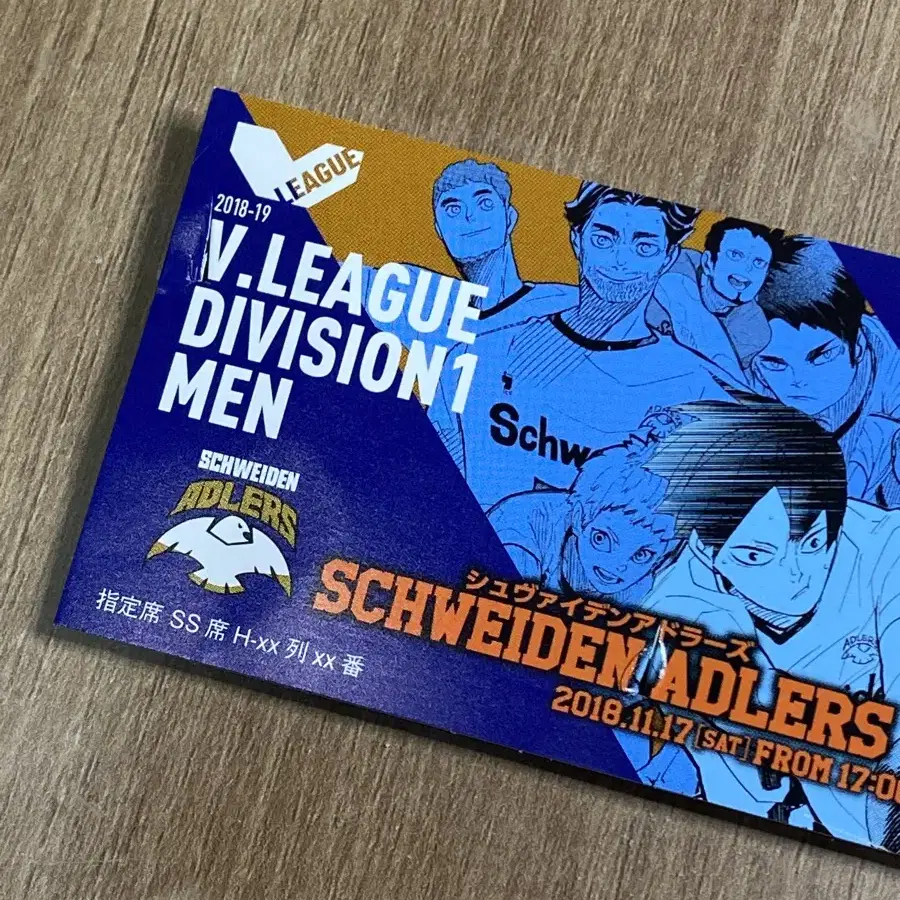 V LEAGUE
2018-19
V.LEAGUE
DIVISION1
MEN
SCHWEIDEN
ADLERS
指定席 SS 席 H-xx 列 xx 番
Schw
ADLERS
シュヴァイデンアドラーズ
SCHWEIDEN ADLERS
2018.11.17 [SAT] FROM 17:00